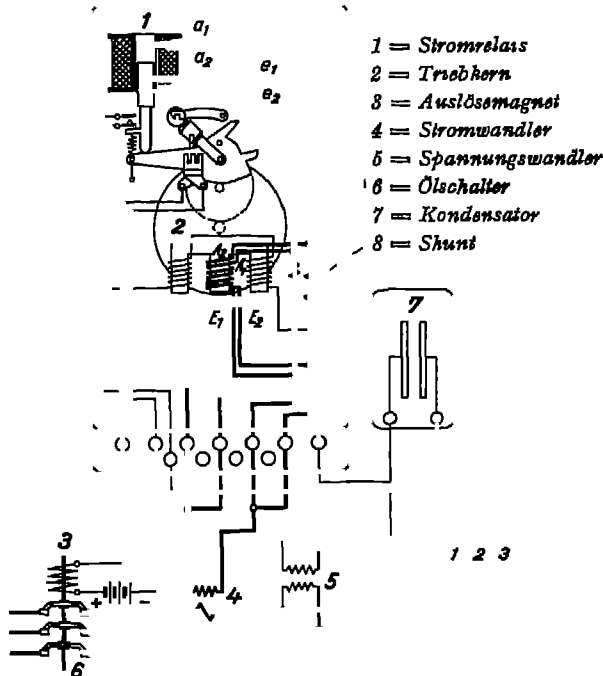 1
a1
a2
e1
e2
1 = Stromrelais
2 = Triebkern
3 = Auslösemagnet
4 = Stromwandler
5 = Spannungswandler
6 = Ölschalter
7 = Kondensator
8 = Shunt
2
A2
A1
E1 E2
7
3
+ -
4
5
6
1 2 3